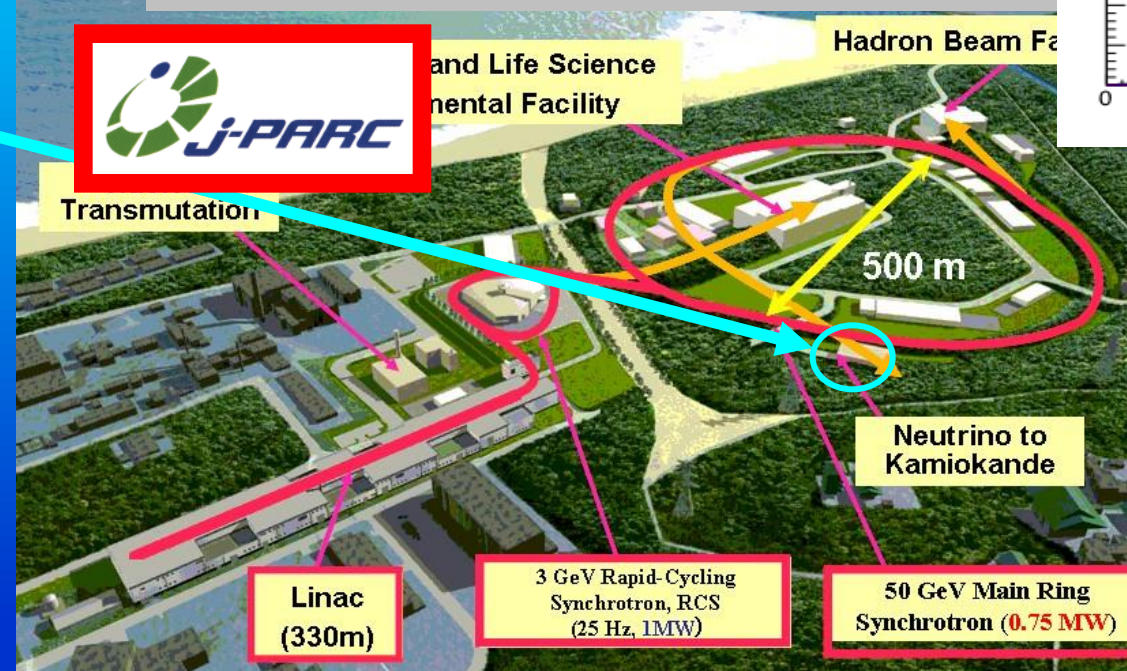 Hadron Beam Fa
0
and Life Science
mental Facility
j-PARC
Transmutation
500 m
Neutrino to
Kamiokande
Linac
(330m)
3 GeV Rapid-Cycling
Synchrotron, RCS
(25 Hz, 1MW)
50 GeV Main Ring
Synchrotron (0.75 MW)